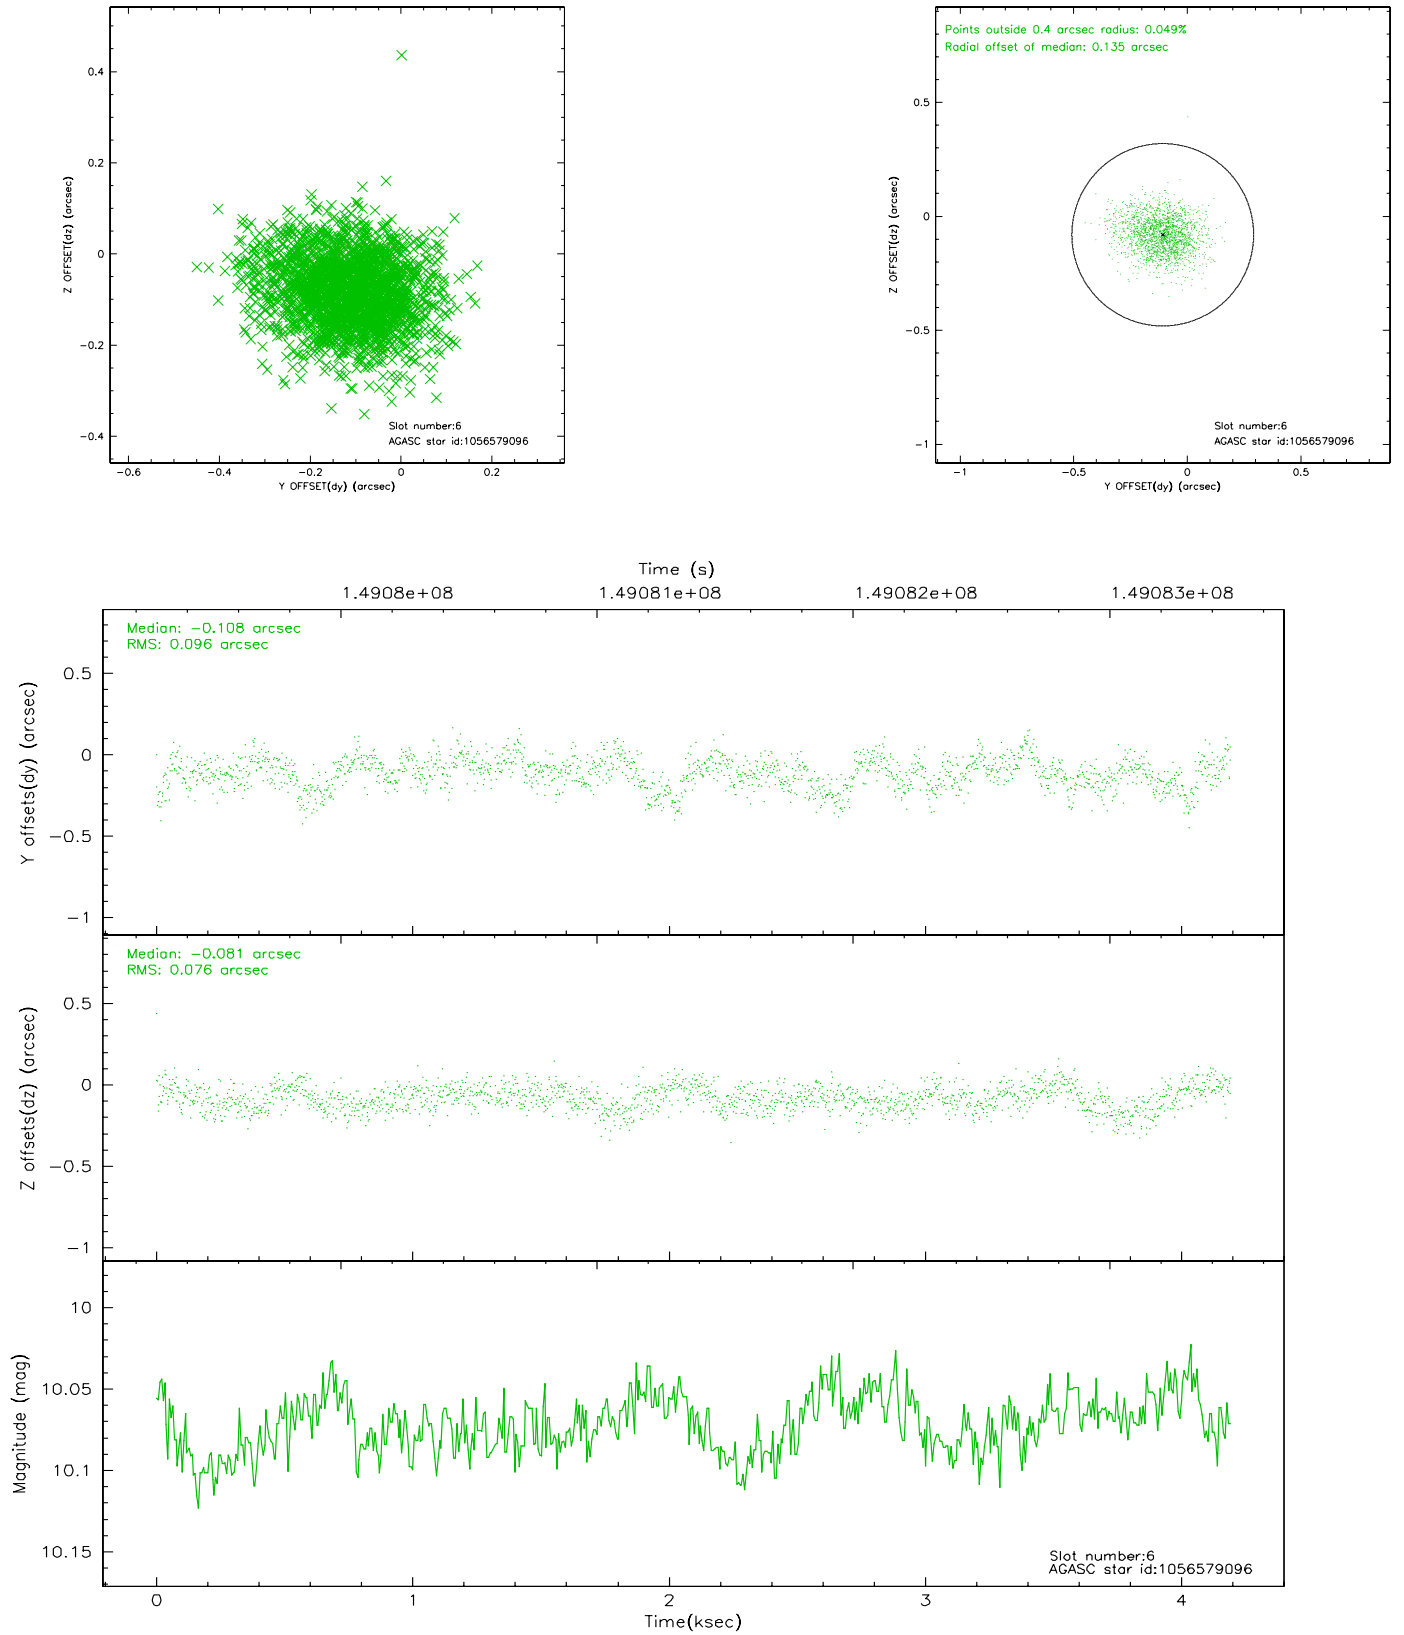 0.4
0.2
0
−0.2
−0.4
Z OFFSET(dz) (arcsec)
Slot number:6
AGASC star id:1056579096
−0.6 −0.4 −0.2 0 0.2
Y OFFSET(dy) (arcsec)
Points outside 0.4 arcsec radius: 0.049%
Radial offset of median: 0.135 arcsec
0.5
0
−0.5
−1
Z OFFSET(dz) (arcsec)
Slot number:6
AGASC star id:1056579096
−1 −0.5 0 0.5
Y OFFSET(dy) (arcsec)
Time (s)
1.4908e+08 1.49081e+08 1.49082e+08 1.49083e+08
Median: −0.108 arcsec
RMS: 0.096 arcsec
0.5
0
−0.5
−1
Y offsets(dy) (arcsec)
Median: −0.081 arcsec
RMS: 0.076 arcsec
0.5
0
−0.5
−1
Z offsets(dz) (arcsec)
10
10.05
10.1
10.15
Magnitude (mag)
Slot number:6
AGASC star id:1056579096
0 1 2 3 4
Time(ksec)